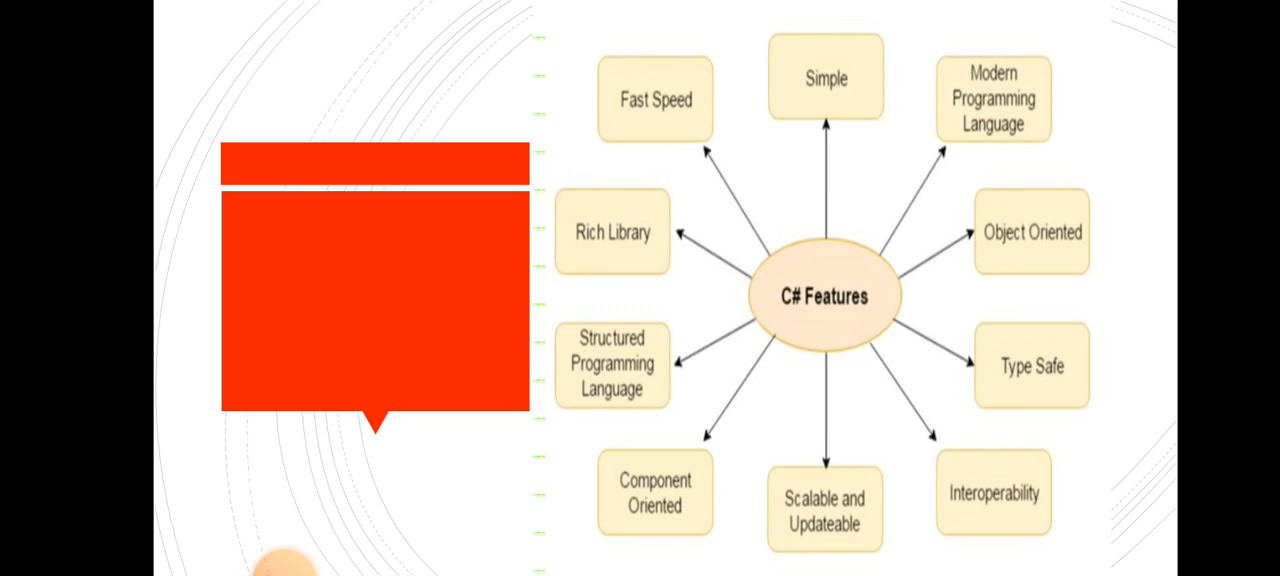 Simple
Modern
Programming
Language
Fast Speed
Rich Library
Object Oriented
C# Features
Structured
Programming
Language
Type Safe
Component
Oriented
Scalable and
Updateable
Interoperability